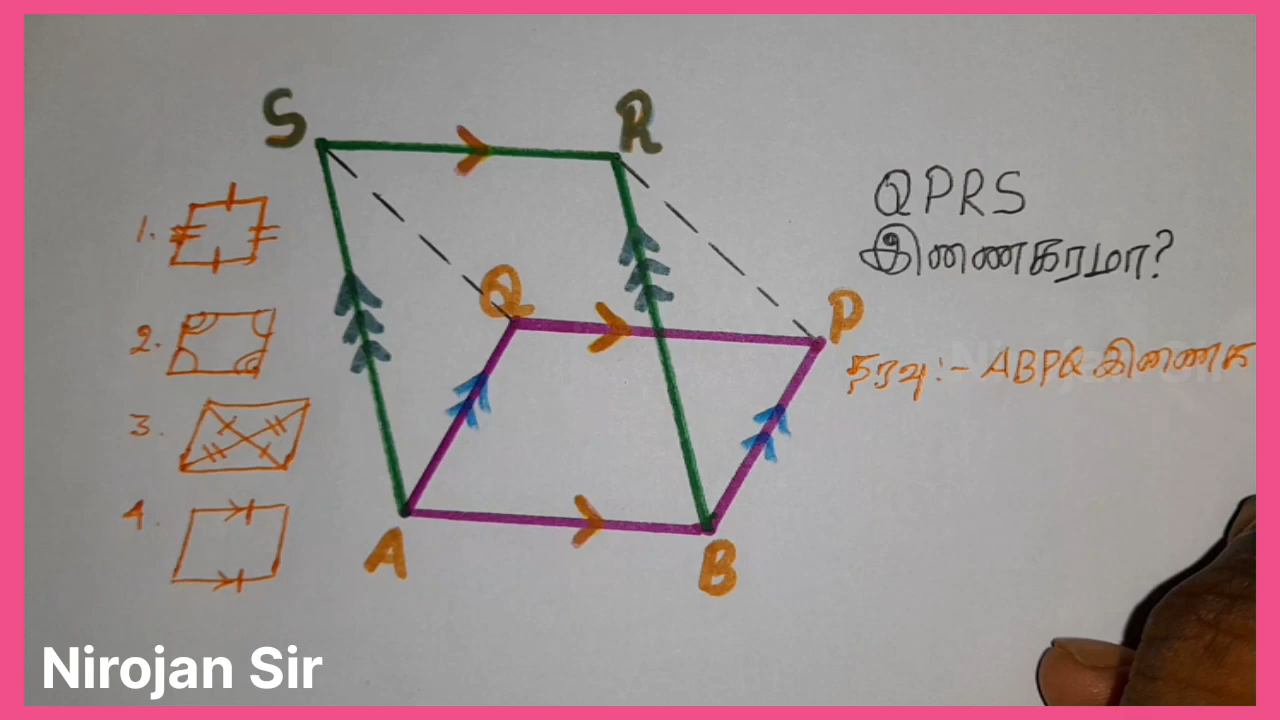 S
R
QPRS
இணைகரமா?
1.
Q
P
2.
தரவு:- ABPQ இணைக
3.
4.
A
B
Nirojan Sir